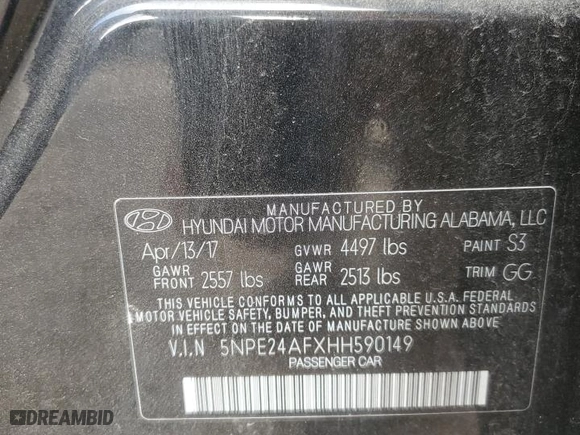 MANUFACTURED BY
HYUNDAI MOTOR MANUFACTURING ALABAMA, LLC
Apr/13/17 GVWR 4497 lbs PAINT S3
GAWR FRONT 2557 lbs GAWR REAR 2513 lbs TRIM GG
THIS VEHICLE CONFORMS TO ALL APPLICABLE U.S.A. FEDERAL
MOTOR VEHICLE SAFETY, BUMPER, AND THEFT PREVENTION STANDARDS
IN EFFECT ON THE DATE OF MANUFACTURE SHOWN ABOVE.
V.I.N 5NPE24AFXHH590149
PASSENGER CAR
DREAMBID